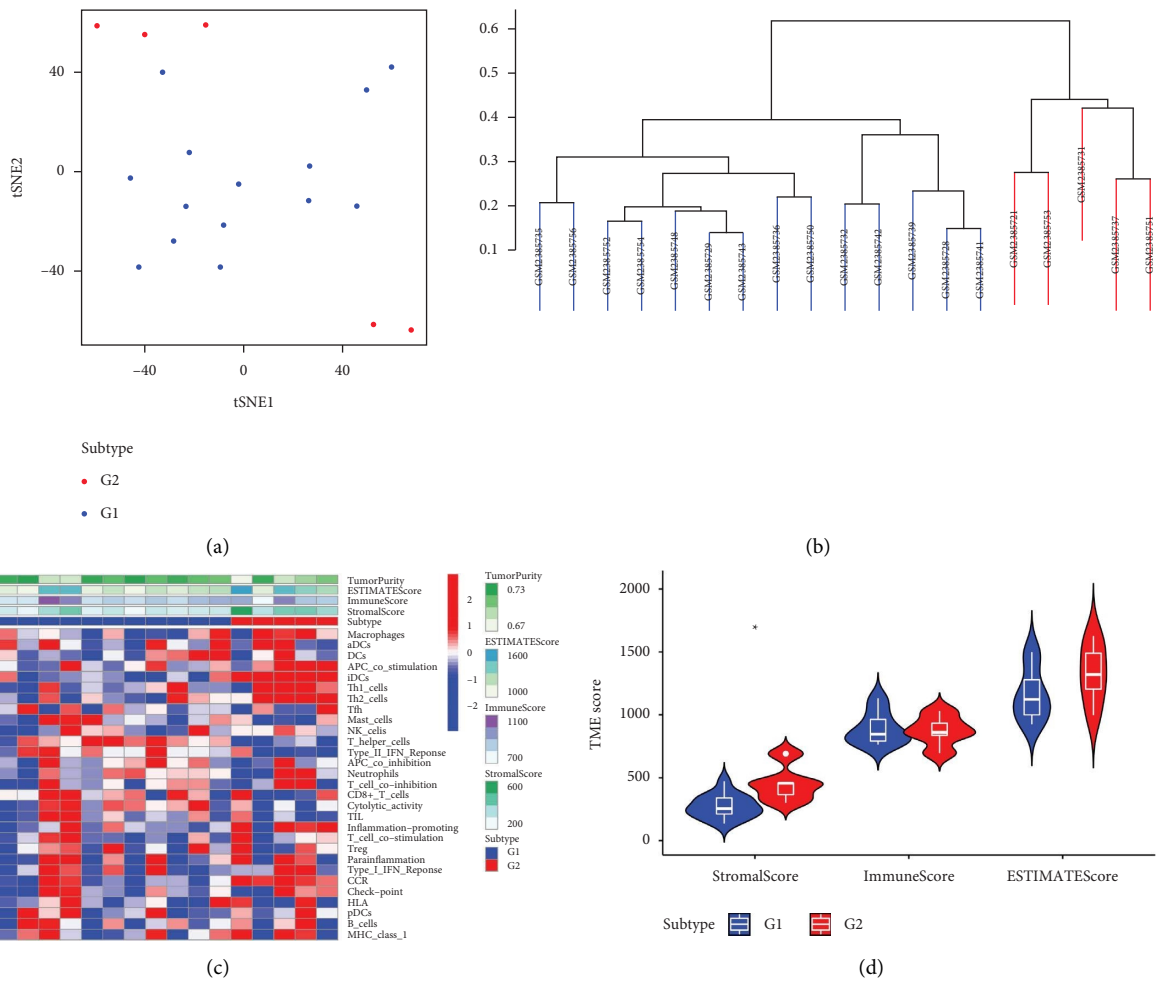 40
0
−40
tSNE2
−40
0
40
tSNE1
Subtype
G2
G1
(a)
0.6
0.5
0.4
0.3
0.2
0.1
GSM2385735
GSM2385756
GSM2385752
GSM2385754
GSM2385748
GSM2385729
GSM2385743
GSM2385736
GSM2385750
GSM2385732
GSM2385742
GSM2385739
GSM2385728
GSM2385741
GSM2385721
GSM2385753
GSM2385731
GSM2385737
GSM2385751
(b)
TumorPurity
ESTIMATEScore
ImmuneScore
StromalScore
Subtype
Macrophages
aDCs
DCs
APC_co_stimulation
iDCs
Th1_cells
Th2_cells
Tfh
Mast_cells
NK_celis
T_helper_cells
Type_II_IFN_Reponse
APC_co_inhibition
Neutrophils
T_cell_co−inhibition
CD8+_T_cells
Cytolytic_activity
TIL
Inflammation−promoting
T_cell_co−stimulation
Treg
Parainflammation
Type_I_IFN_Reponse
CCR
Check−point
HLA
pDCs
B_cells
MHC_class_1
2
1
0
−1
−2
TumorPurity
0.73
0.67
ESTIMATEScore
1600
1000
ImmuneScore
1100
700
StromalScore
600
200
Subtype
G1
G2
(c)
2000
1500
1000
500
0
TME score
*
StromalScore
ImmuneScore
ESTIMATEScore
Subtype
G1
G2
(d)